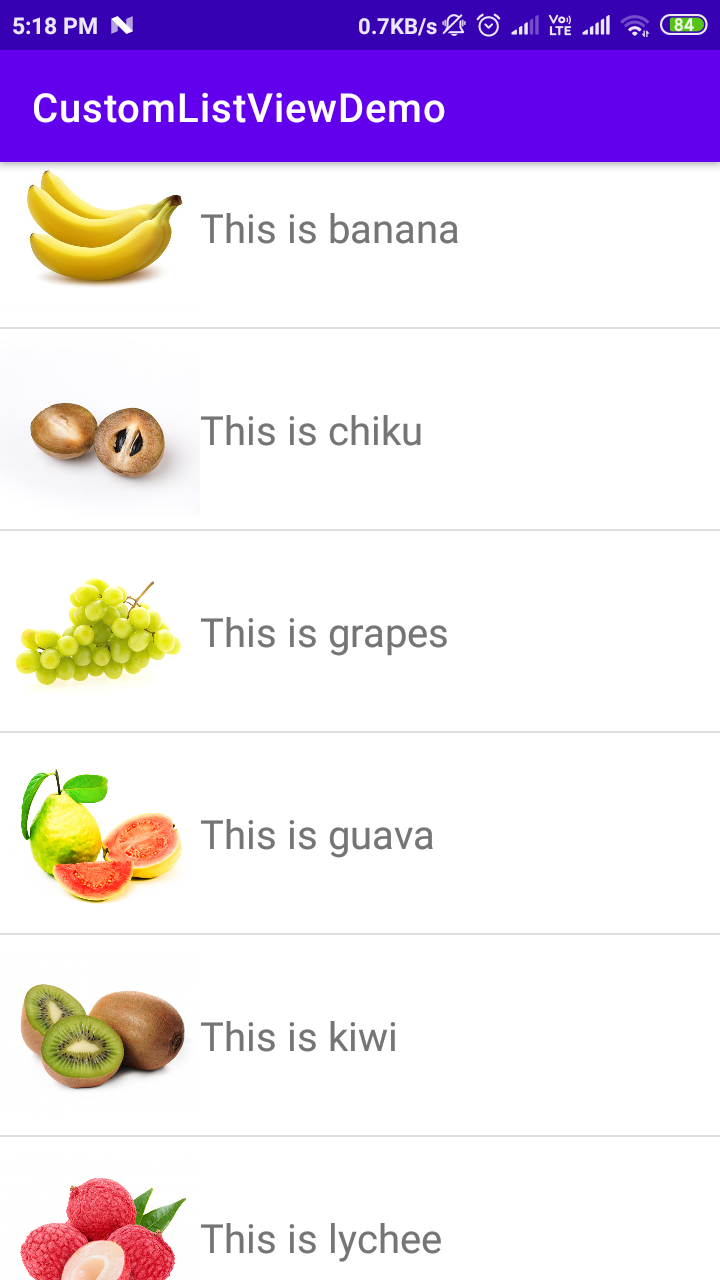 5:18 PM 0.7KB/s Vo)) LTE 84
CustomListViewDemo
This is banana
This is chiku
This is grapes
This is guava
This is kiwi
This is lychee